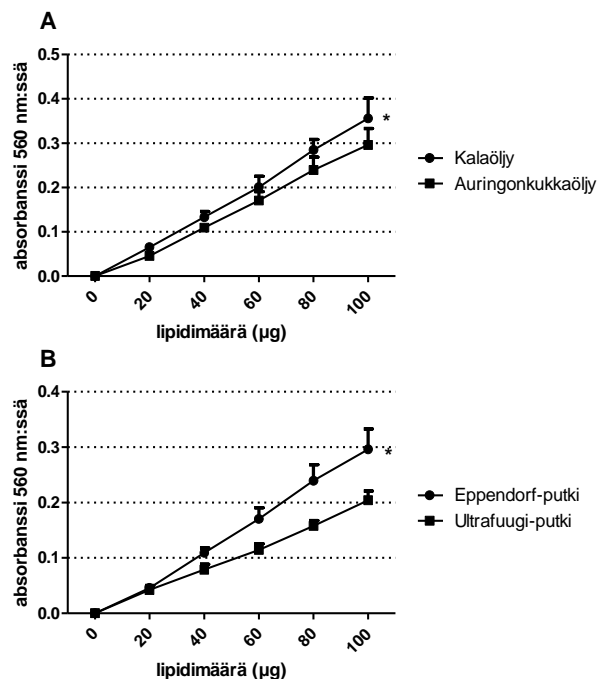 A
absorbanssi 560 nm:ssä
0.5
0.4
0.3
0.2
0.1
0.0
*
0
20
40
60
80
100
lipidimäärä (µg)
Kalaöljy
Auringonkukkaöljy
B
absorbanssi 560 nm:ssä
0.4
0.3
0.2
0.1
0.0
*
0
20
40
60
80
100
lipidimäärä (µg)
Eppendorf-putki
Ultrafuugi-putki